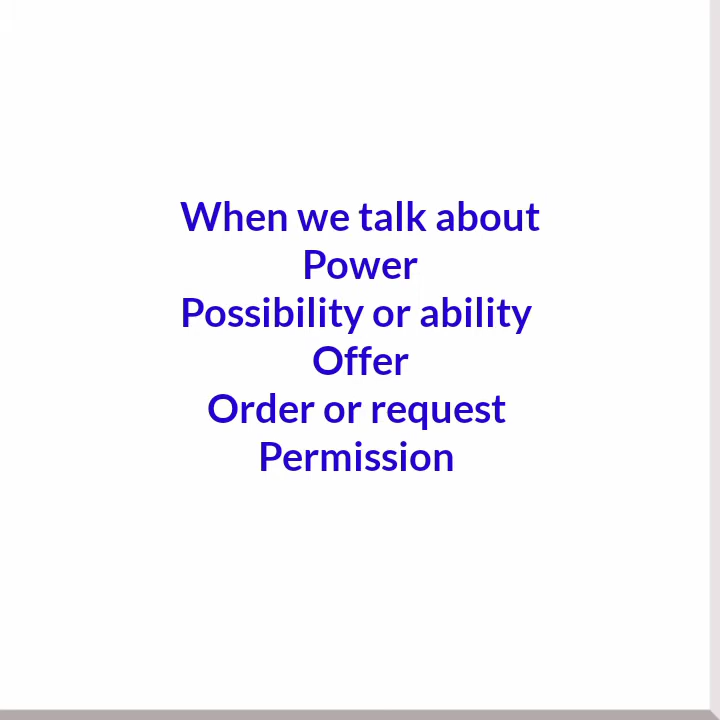 When we talk about
Power
Possibility or ability
Offer
Order or request
Permission